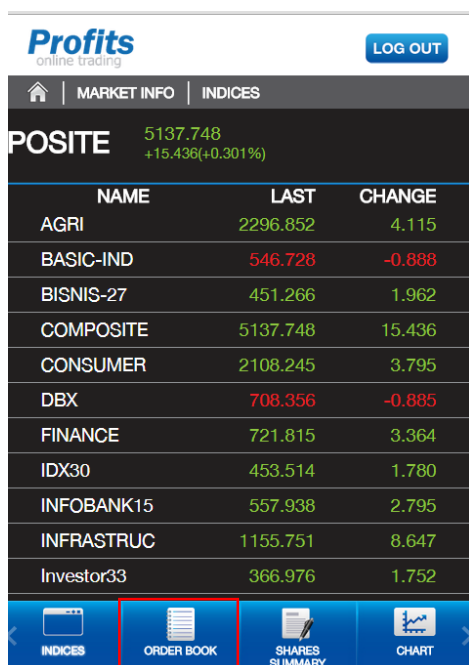 Profits
online trading
LOG OUT
MARKET INFO | INDICES
POSITE 5137.748
+15.436(+0.301%)
NAME LAST CHANGE
AGRI 2296.852 4.115
BASIC-IND 546.728 -0.888
BISNIS-27 451.266 1.962
COMPOSITE 5137.748 15.436
CONSUMER 2108.245 3.795
DBX 708.356 -0.885
FINANCE 721.815 3.364
IDX30 453.514 1.780
INFOBANK15 557.938 2.795
INFRASTRUC 1155.751 8.647
Investor33 366.976 1.752
INDICES ORDER BOOK SHARES CHART
SUMMARY